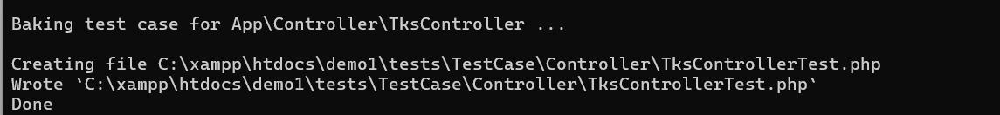 Baking test case for App\Controller\TksController ...
Creating file C:\xampp\htdocs\demo1\tests\TestCase\Controller\TksControllerTest.php
Wrote `C:\xampp\htdocs\demo1\tests\TestCase\Controller\TksControllerTest.php`
Done